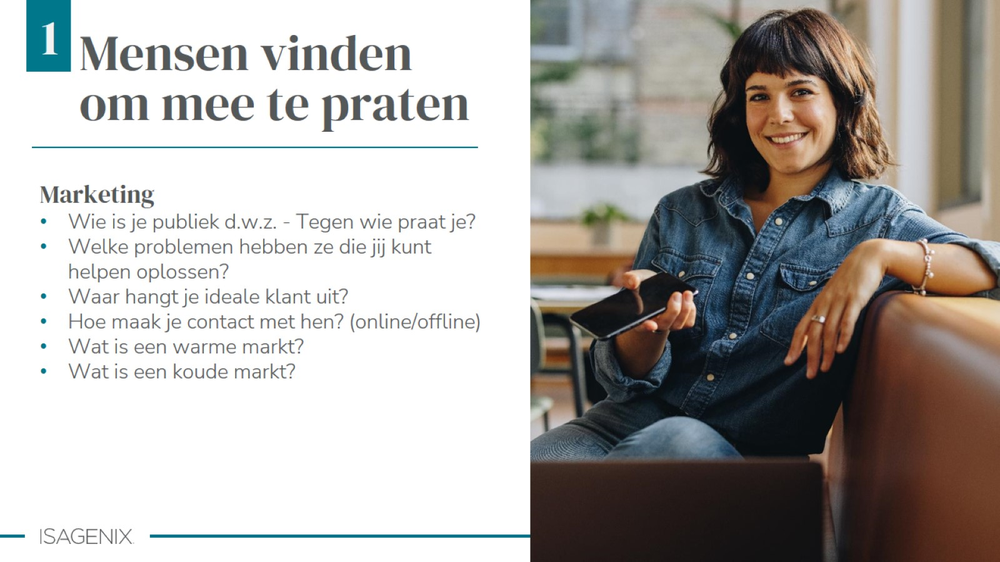 1
Mensen vinden
om mee te praten
Marketing
• Wie is je publiek d.w.z. - Tegen wie praat je?
• Welke problemen hebben ze die jij kunt
helpen oplossen?
• Waar hangt je ideale klant uit?
• Hoe maak je contact met hen? (online/offline)
• Wat is een warme markt?
• Wat is een koude markt?
ISAGENIX